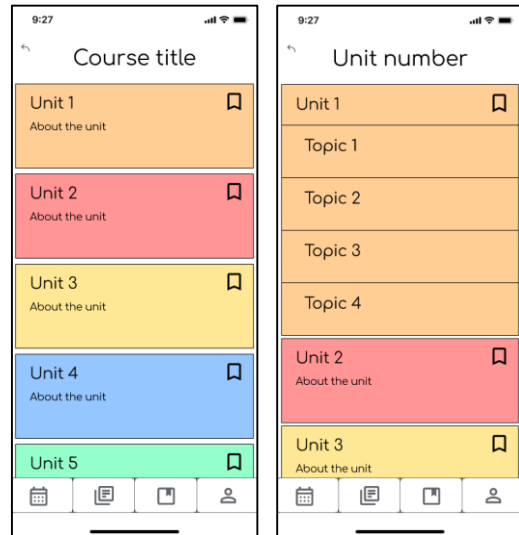 9:27
Course title
Unit 1
About the unit
Unit 2
About the unit
Unit 3
About the unit
Unit 4
About the unit
Unit 5
9:27
Unit number
Unit 1
Topic 1
Topic 2
Topic 3
Topic 4
Unit 2
About the unit
Unit 3
About the unit